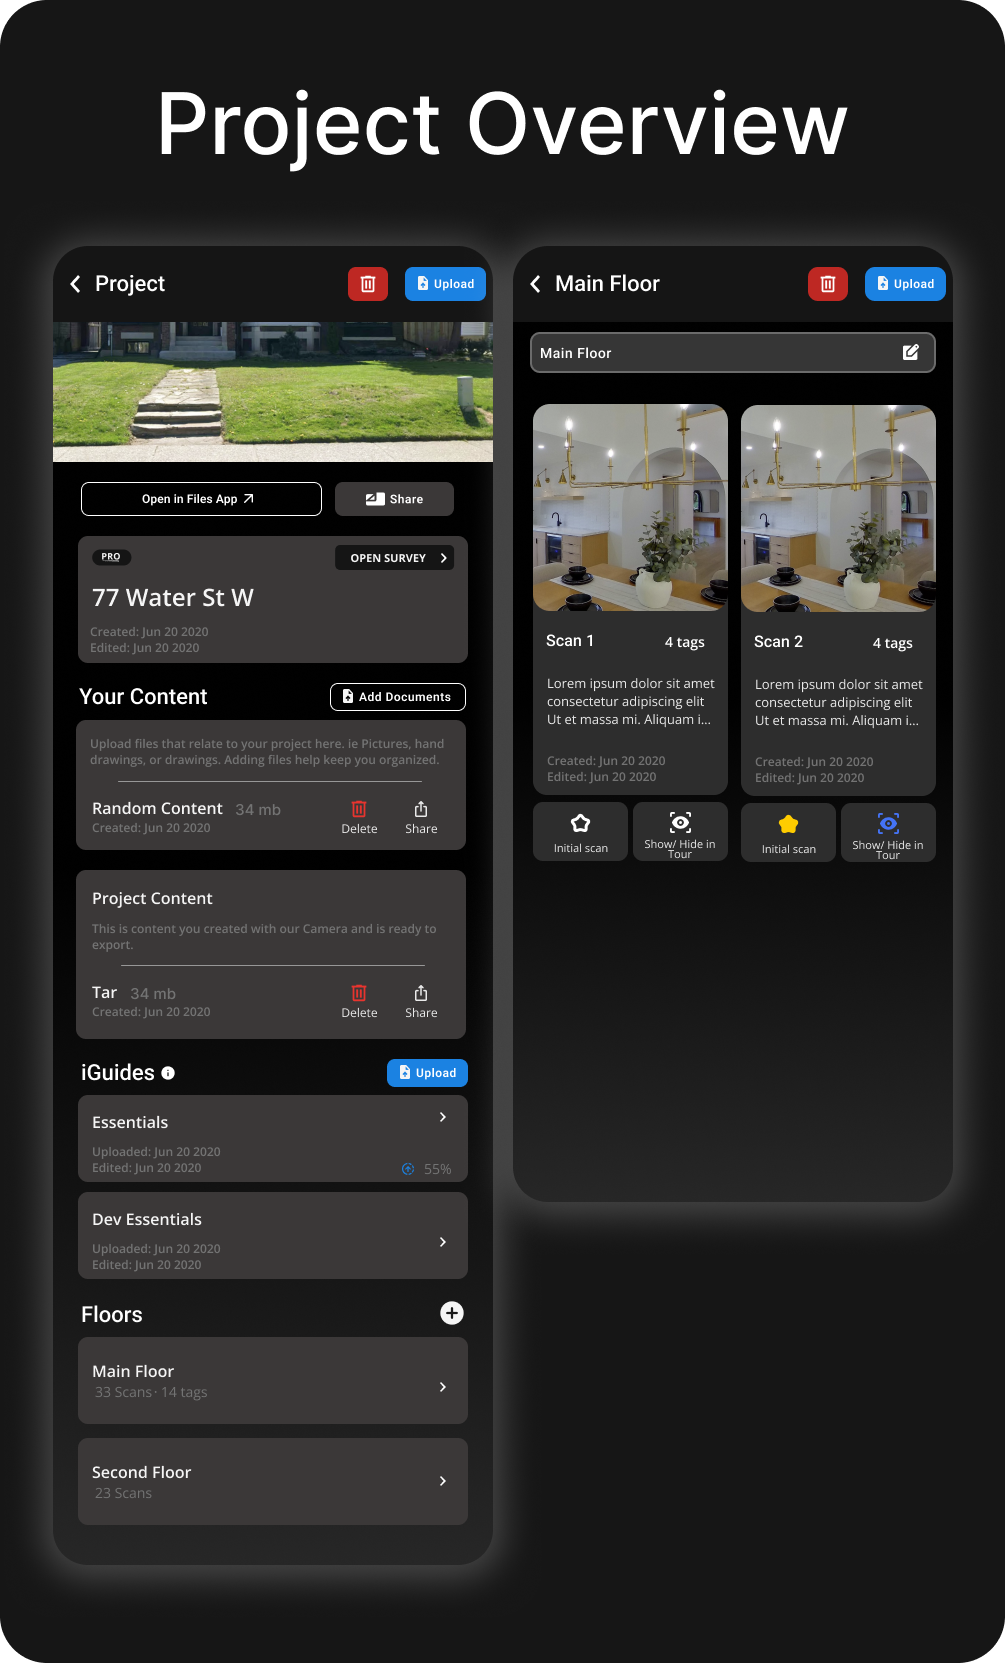 Project Overview
Project
Upload
Open in Files App
Share
PRO
OPEN SURVEY
77 Water St W
Created: Jun 20 2020
Edited: Jun 20 2020
Your Content
Add Documents
Upload files that relate to your project here. ie Pictures, hand
drawings, or drawings. Adding files help keep you organized.
Random Content 34 mb
Created: Jun 20 2020
Delete
Share
Project Content
This is content you created with our Camera and is ready to
export.
Tar 34 mb
Created: Jun 20 2020
Delete
Share
iGuides
Upload
Essentials
Uploaded: Jun 20 2020
Edited: Jun 20 2020
55%
Dev Essentials
Uploaded: Jun 20 2020
Edited: Jun 20 2020
Floors
Main Floor
33 Scans · 14 tags
Second Floor
23 Scans
Main Floor
Upload
Main Floor
Scan 1
4 tags
Lorem ipsum dolor sit amet
consectetur adipiscing elit
Ut et massa mi. Aliquam i...
Created: Jun 20 2020
Edited: Jun 20 2020
Initial scan
Show/ Hide in
Tour
Scan 2
4 tags
Lorem ipsum dolor sit amet
consectetur adipiscing elit
Ut et massa mi. Aliquam i...
Created: Jun 20 2020
Edited: Jun 20 2020
Initial scan
Show/ Hide in
Tour